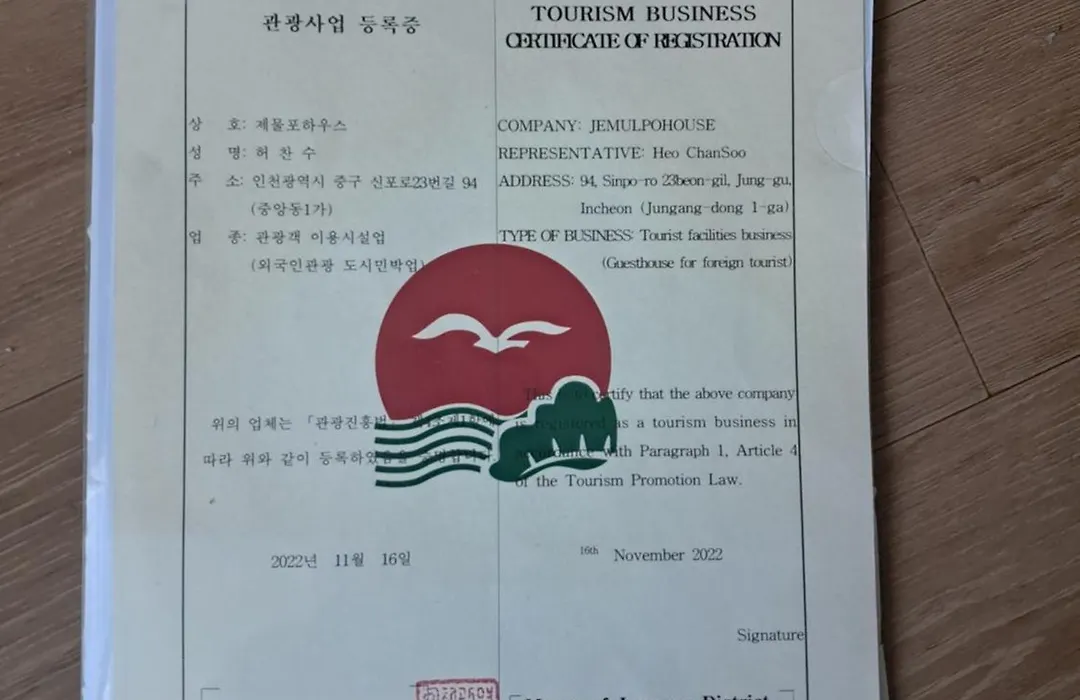 관광사업 등록증
상 호: 제물포하우스
성 명: 허 찬 수
주 소: 인천광역시 중구 신포로23번길 94
(중앙동1가)
업 종: 관광객 이용시설업
(외국인관광 도시민박업)
위의 업체는 「관광진흥법」
따라 위와 같이 등록하였음을
2022년 11월 16일
TOURISM BUSINESS
CERTIFICATE OF REGISTRATION
COMPANY: JEMULPOHOUSE
REPRESENTATIVE: Heo ChanSoo
ADDRESS: 94, Sinpo-ro 23beon-gil, Jung-gu,
Incheon (Jungang-dong 1-ga)
TYPE OF BUSINESS: Tourist facilities business
(Guesthouse for foreign tourist)
This is to certify that the above company
is registered as a tourism business in
with Paragraph 1, Article 4
of the Tourism Promotion Law.
16th November 2022
Signature